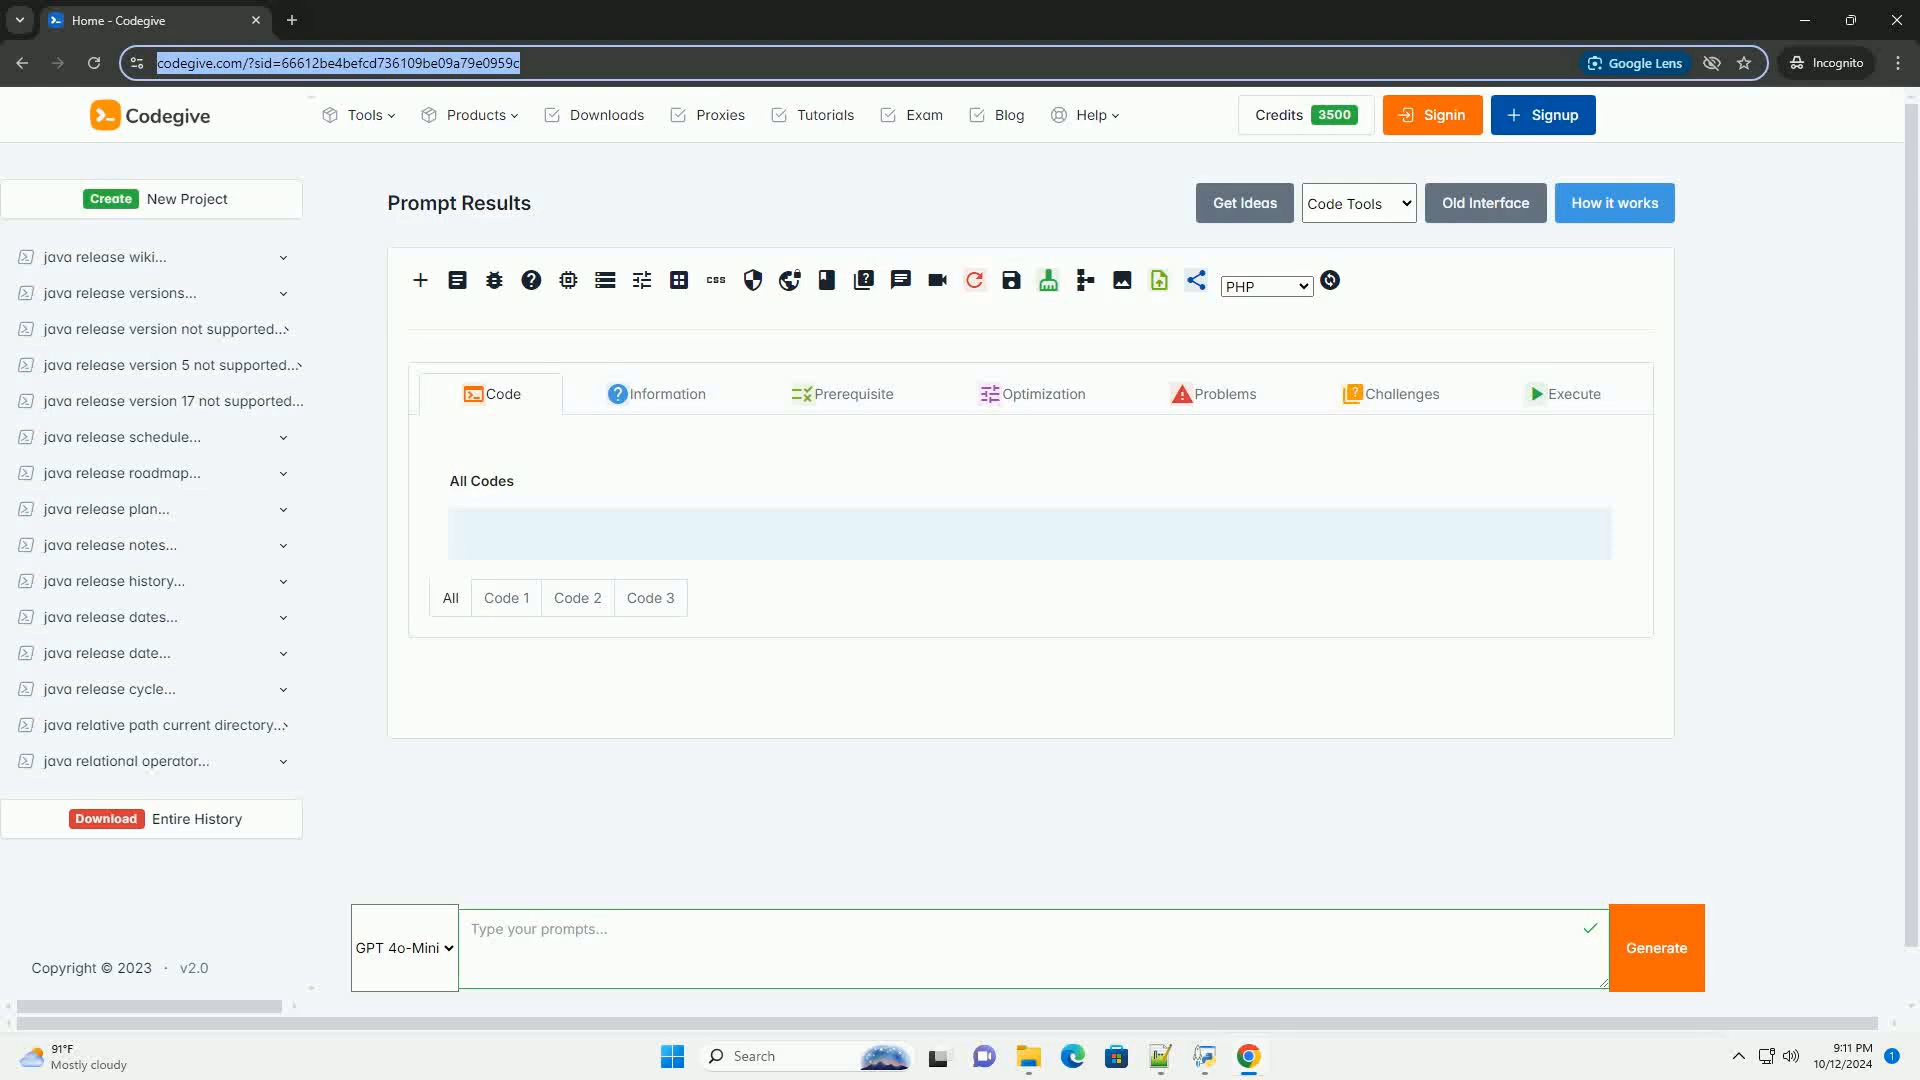 Home - Codegive
codegive.com/?sid=66612be4befcd736109be09a79e0959c
Google Lens
Incognito
Codegive
Tools
Products
Downloads
Proxies
Tutorials
Exam
Blog
Help
Credits 3500
Signin
Signup
Create New Project
java release wiki...
java release versions...
java release version not supported...
java release version 5 not supported...
java release version 17 not supported...
java release schedule...
java release roadmap...
java release plan...
java release notes...
java release history...
java release dates...
java release date...
java release cycle...
java relative path current directory...
java relational operator...
Download Entire History
Copyright © 2023 · v2.0
Prompt Results
Get Ideas
Code Tools
Old Interface
How it works
CSS
PHP
Code
Information
Prerequisite
Optimization
Problems
Challenges
Execute
All Codes
All
Code 1
Code 2
Code 3
GPT 4o-Mini
Type your prompts...
Generate
91°F
Mostly cloudy
Search
9:11 PM
10/12/2024
1